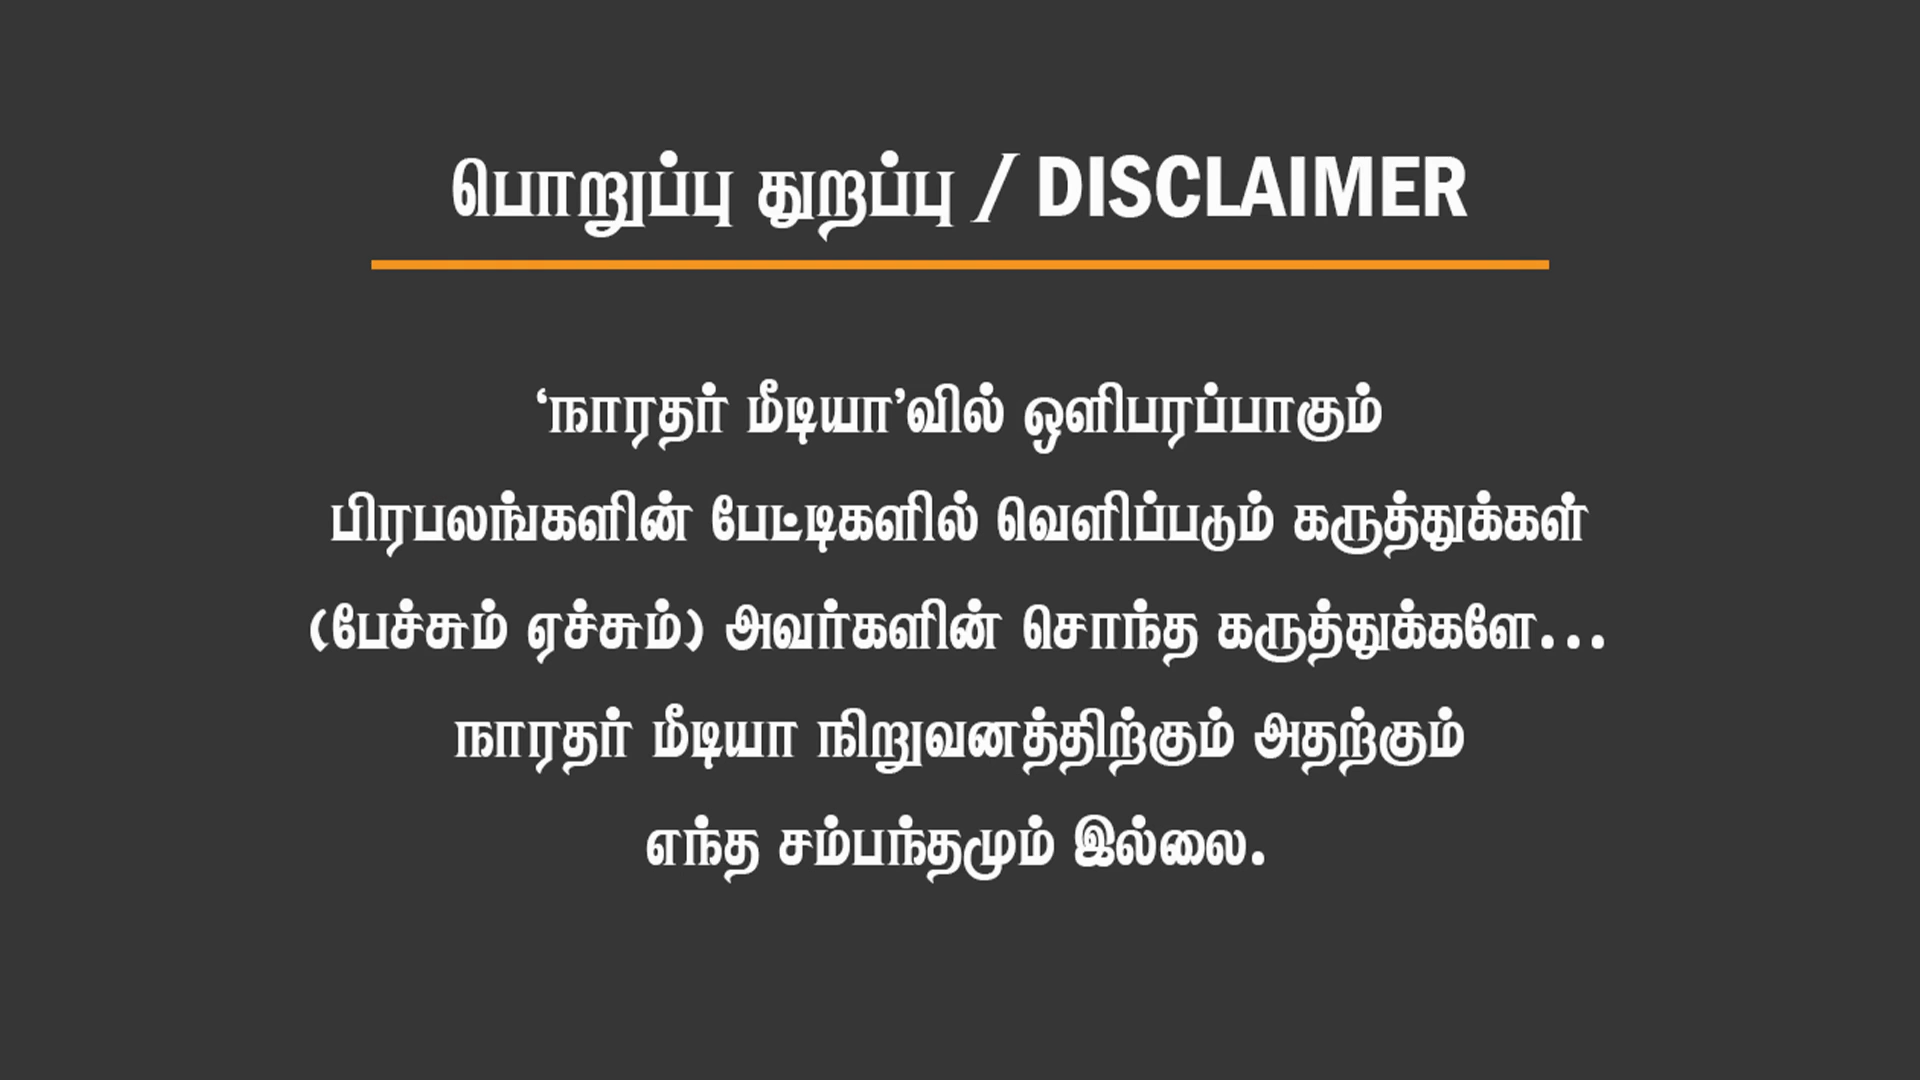 பொறுப்பு துறப்பு / DISCLAIMER
‘நாரதர் மீடியா’வில் ஒளிபரப்பாகும்
பிரபலங்களின் பேட்டிகளில் வெளிப்படும் கருத்துக்கள்
(பேச்சும் ஏச்சும்) அவர்களின் சொந்த கருத்துக்களே...
நாரதர் மீடியா நிறுவனத்திற்கும் அதற்கும்
எந்த சம்பந்தமும் இல்லை.